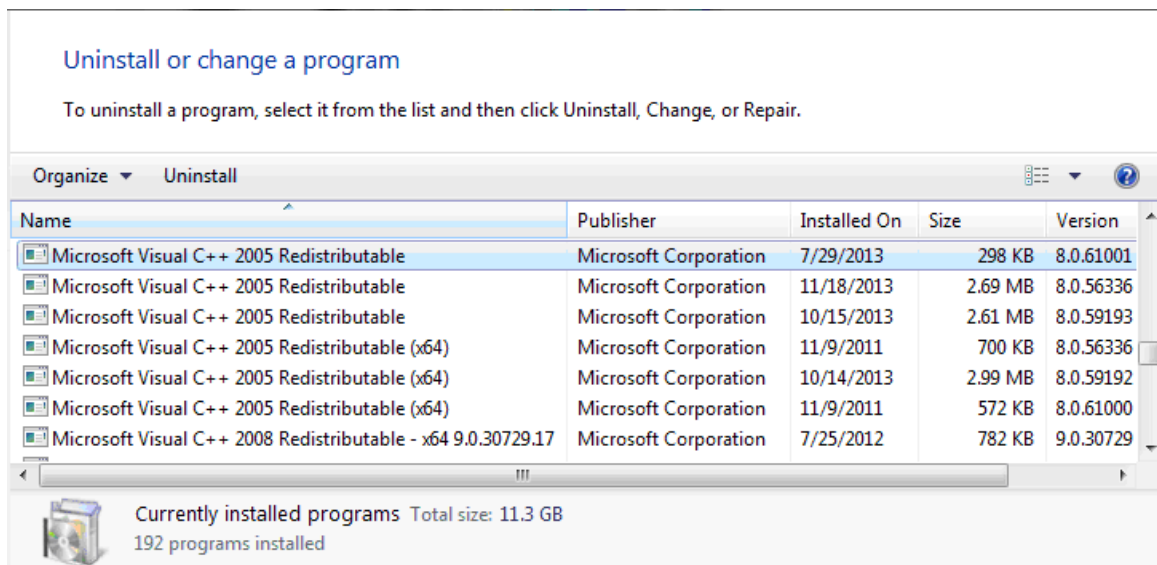 Uninstall or change a program
To uninstall a program, select it from the list and then click Uninstall, Change, or Repair.
Organize Uninstall
Name Publisher Installed On Size Version
Microsoft Visual C++ 2005 Redistributable Microsoft Corporation 7/29/2013 298 KB 8.0.61001
Microsoft Visual C++ 2005 Redistributable Microsoft Corporation 11/18/2013 2.69 MB 8.0.56336
Microsoft Visual C++ 2005 Redistributable Microsoft Corporation 10/15/2013 2.61 MB 8.0.59193
Microsoft Visual C++ 2005 Redistributable (x64) Microsoft Corporation 11/9/2011 700 KB 8.0.56336
Microsoft Visual C++ 2005 Redistributable (x64) Microsoft Corporation 10/14/2013 2.99 MB 8.0.59192
Microsoft Visual C++ 2005 Redistributable (x64) Microsoft Corporation 11/9/2011 572 KB 8.0.61000
Microsoft Visual C++ 2008 Redistributable - x64 9.0.30729.17 Microsoft Corporation 7/25/2012 782 KB 9.0.30729
Currently installed programs Total size: 11.3 GB
192 programs installed